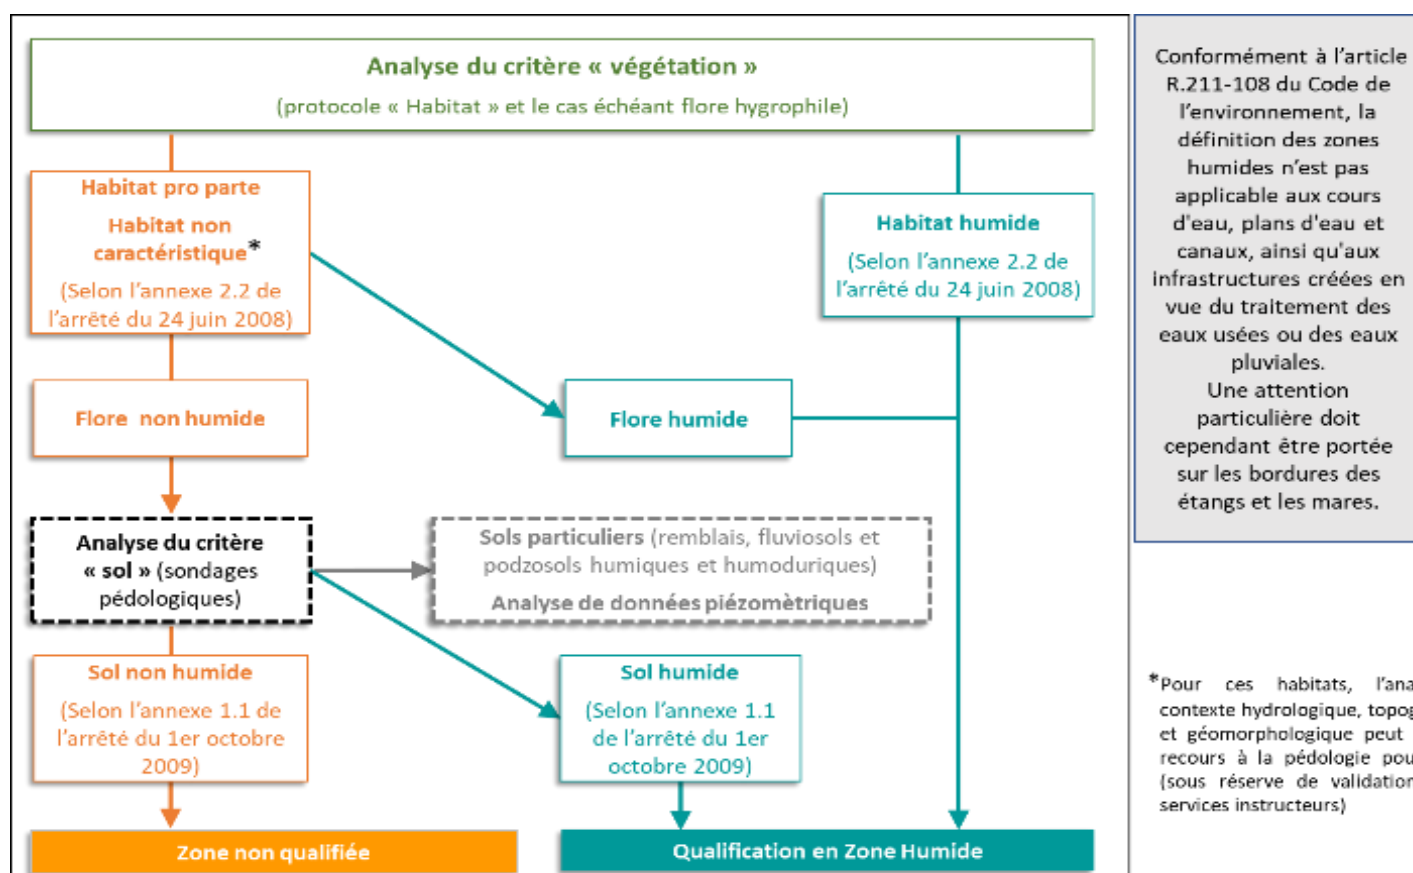 Analyse du critère « végétation »
(protocole « Habitat » et le cas échéant flore hygrophile)
Habitat pro parte
Habitat non
caractéristique*
(Selon l'annexe 2.2 de
l'arrêté du 24 juin 2008)
Habitat humide
(Selon l'annexe 2.2 de
l'arrêté du 24 juin 2008)
Flore non humide
Flore humide
Analyse du critère
« sol » (sondages
pédologiques)
Sols particuliers (remblais, fluviosols et
podzosols humiques et humoduriques)
Analyse de données piézomètriques
Sol non humide
(Selon l'annexe 1.1 de
l'arrêté du 1er octobre
2009)
Sol humide
(Selon l'annexe 1.1
de l'arrêté du 1er
octobre 2009)
Zone non qualifiée
Qualification en Zone Humide
Conformément à l'article
R.211-108 du Code de
l'environnement, la
définition des zones
humides n'est pas
applicable aux cours
d'eau, plans d'eau et
canaux, ainsi qu'aux
infrastructures créées en
vue du traitement des
eaux usées ou des eaux
pluviales.
Une attention
particulière doit
cependant être portée
sur les bordures des
étangs et les mares.
*Pour ces habitats, l'ana
contexte hydrologique, topog
et géomorphologique peut
recours à la pédologie pou
(sous réserve de validation
services instructeurs)